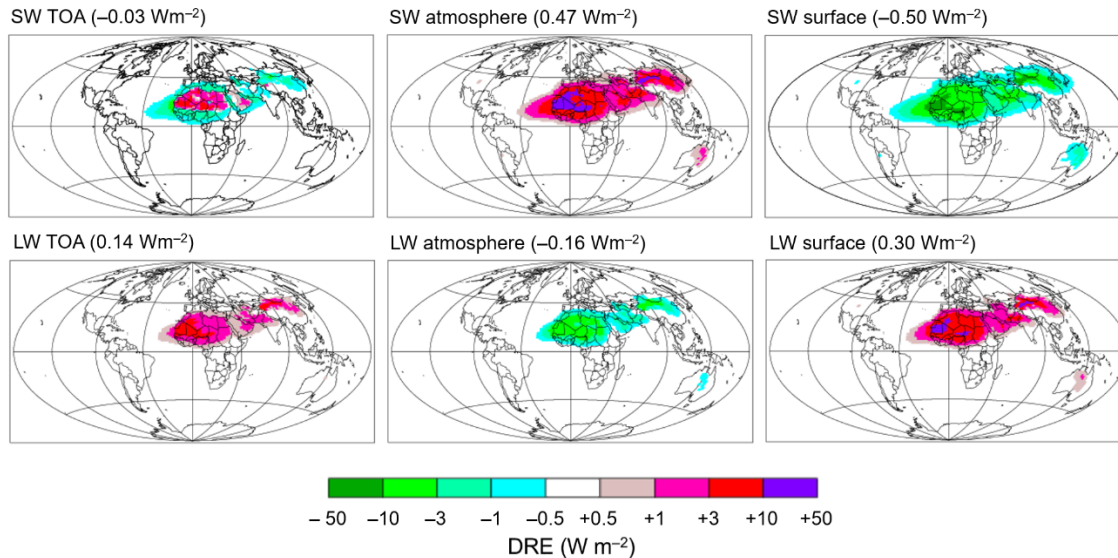 SW TOA (–0.03 Wm–2)
SW atmosphere (0.47 Wm–2)
SW surface (–0.50 Wm–2)
LW TOA (0.14 Wm–2)
LW atmosphere (–0.16 Wm–2)
LW surface (0.30 Wm–2)
– 50 –10 –3 –1 –0.5 +0.5 +1 +3 +10 +50
DRE (W m–2)